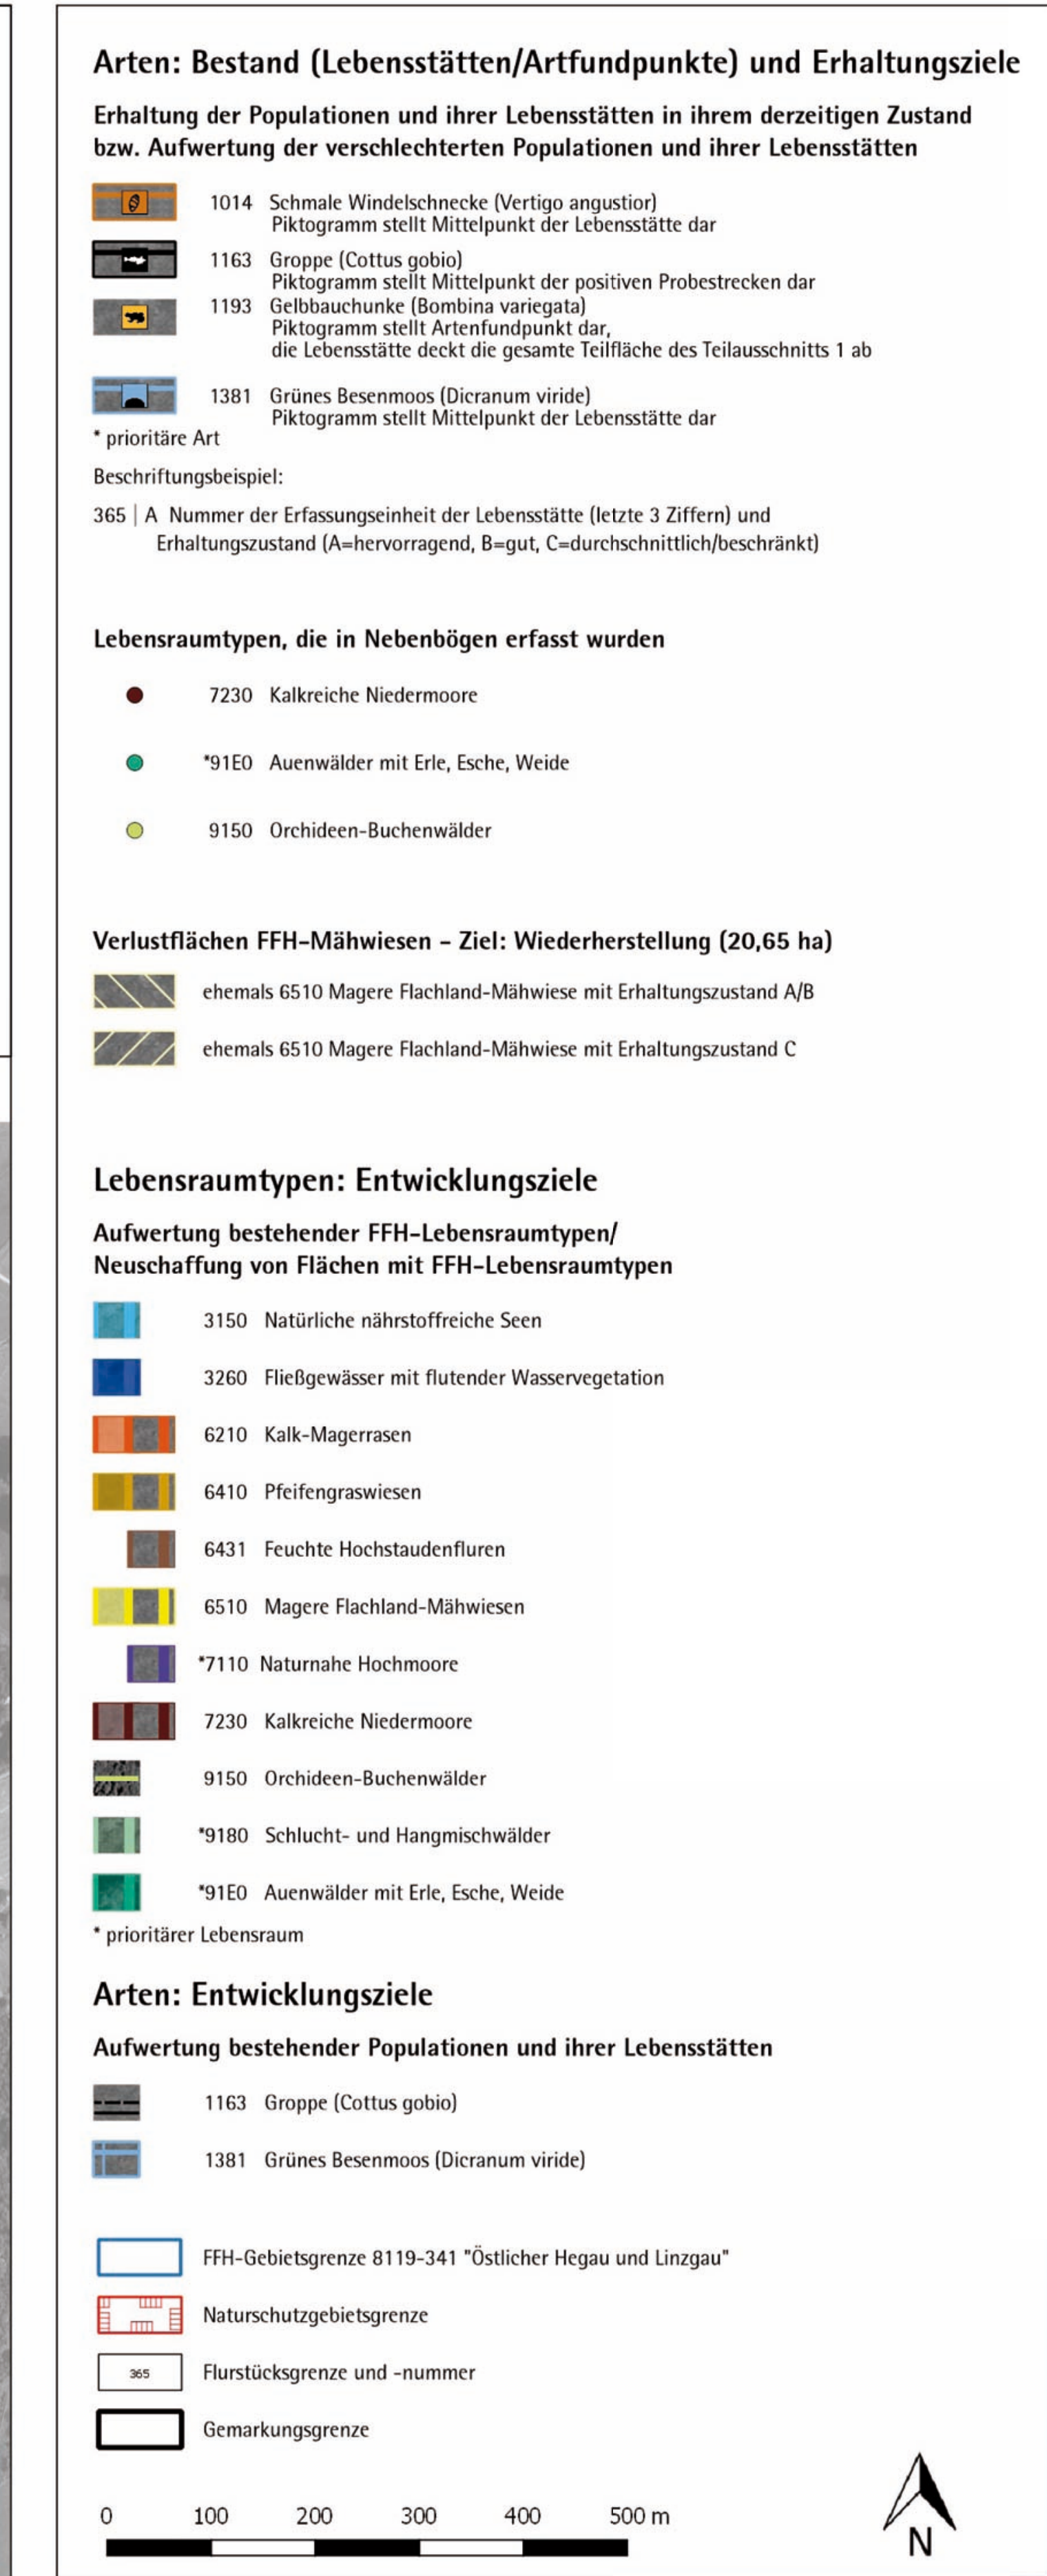 Arten: Bestand (Lebensstätten/Artfundpunkte) und Erhaltungsziele
Erhaltung der Populationen und ihrer Lebensstätten in ihrem derzeitigen Zustand
bzw. Aufwertung der verschlechterten Populationen und ihrer Lebensstätten
1014 Schmale Windelschnecke (Vertigo angustior)
Piktogramm stellt Mittelpunkt der Lebensstätte dar
1163 Groppe (Cottus gobio)
Piktogramm stellt Mittelpunkt der positiven Probestrecken dar
1193 Gelbbauchunke (Bombina variegata)
Piktogramm stellt Artenfundpunkt dar,
die Lebensstätte deckt die gesamte Teilfläche des Teilausschnitts 1 ab
1381 Grünes Besenmoos (Dicranum viride)
Piktogramm stellt Mittelpunkt der Lebensstätte dar
* prioritäre Art
Beschriftungsbeispiel:
365 | A Nummer der Erfassungseinheit der Lebensstätte (letzte 3 Ziffern) und
Erhaltungszustand (A=hervorragend, B=gut, C=durchschnittlich/beschränkt)
Lebensraumtypen, die in Nebenbögen erfasst wurden
7230 Kalkreiche Niedermoore
*91E0 Auenwälder mit Erle, Esche, Weide
9150 Orchideen-Buchenwälder
Verlustflächen FFH-Mähwiesen - Ziel: Wiederherstellung (20,65 ha)
ehemals 6510 Magere Flachland-Mähwiese mit Erhaltungszustand A/B
ehemals 6510 Magere Flachland-Mähwiese mit Erhaltungszustand C
Lebensraumtypen: Entwicklungsziele
Aufwertung bestehender FFH-Lebensraumtypen/
Neuschaffung von Flächen mit FFH-Lebensraumtypen
3150 Natürliche nährstoffreiche Seen
3260 Fließgewässer mit flutender Wasservegetation
6210 Kalk-Magerrasen
6410 Pfeifengraswiesen
6431 Feuchte Hochstaudenfluren
6510 Magere Flachland-Mähwiesen
*7110 Naturnahe Hochmoore
7230 Kalkreiche Niedermoore
9150 Orchideen-Buchenwälder
*9180 Schlucht- und Hangmischwälder
*91E0 Auenwälder mit Erle, Esche, Weide
* prioritärer Lebensraum
Arten: Entwicklungsziele
Aufwertung bestehender Populationen und ihrer Lebensstätten
1163 Groppe (Cottus gobio)
1381 Grünes Besenmoos (Dicranum viride)
FFH-Gebietsgrenze 8119-341 "Östlicher Hegau und Linzgau"
Naturschutzgebietsgrenze
365 Flurstücksgrenze und -nummer
Gemarkungsgrenze
0 100 200 300 400 500 m
N